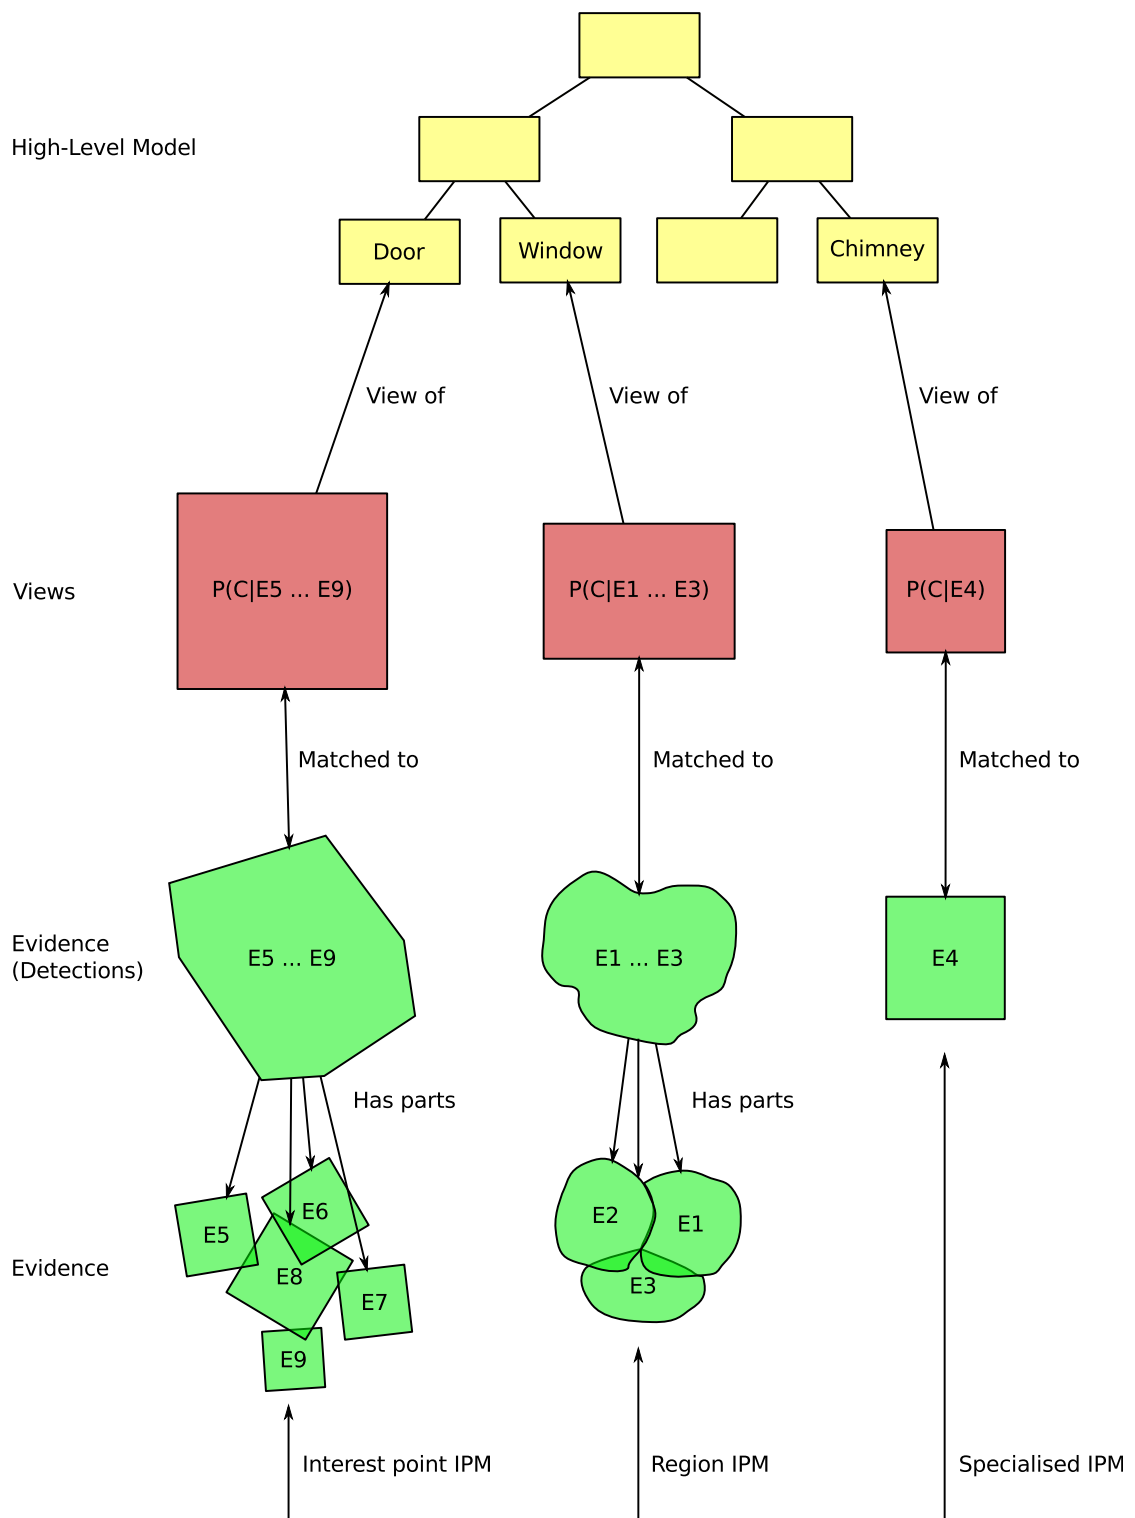 High-Level Model
Door
Window
Chimney
View of
View of
View of
Views
P(C|E5 ... E9)
P(C|E1 ... E3)
P(C|E4)
Matched to
Matched to
Matched to
Evidence
(Detections)
E5 ... E9
E1 ... E3
E4
Has parts
Has parts
Evidence
E5
E6
E8
E7
E9
E2
E1
E3
Interest point IPM
Region IPM
Specialised IPM